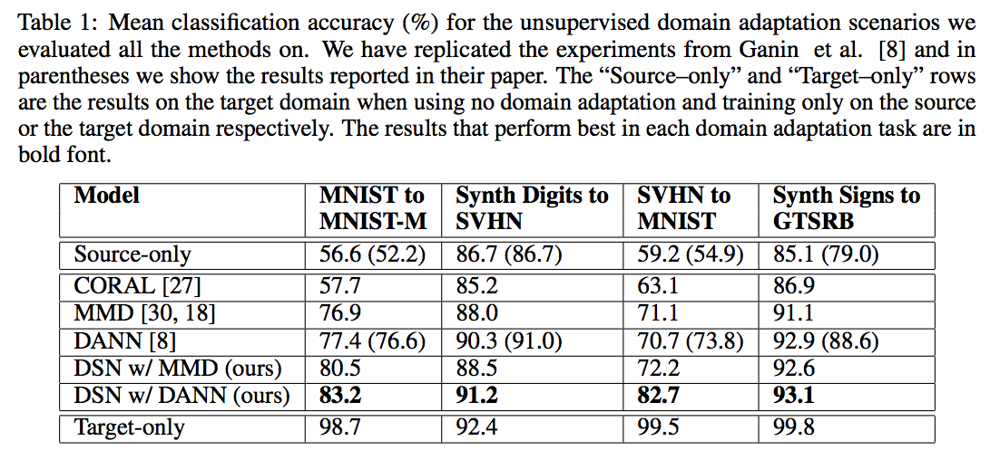 Table 1: Mean classification accuracy (%) for the unsupervised domain adaptation scenarios we
evaluated all the methods on. We have replicated the experiments from Ganin et al. [8] and in
parentheses we show the results reported in their paper. The “Source–only” and “Target–only” rows
are the results on the target domain when using no domain adaptation and training only on the source
or the target domain respectively. The results that perform best in each domain adaptation task are in
bold font.
Model MNIST to Synth Digits to SVHN to Synth Signs to
MNIST-M SVHN MNIST GTSRB
Source-only 56.6 (52.2) 86.7 (86.7) 59.2 (54.9) 85.1 (79.0)
CORAL [27] 57.7 85.2 63.1 86.9
MMD [30, 18] 76.9 88.0 71.1 91.1
DANN [8] 77.4 (76.6) 90.3 (91.0) 70.7 (73.8) 92.9 (88.6)
DSN w/ MMD (ours) 80.5 88.5 72.2 92.6
DSN w/ DANN (ours) 83.2 91.2 82.7 93.1
Target-only 98.7 92.4 99.5 99.8